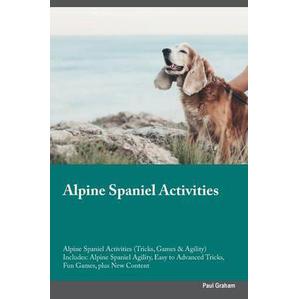 Alpine Spaniel Activities
Alpine Spaniel Activities (Tricks, Games & Agility)
Includes: Alpine Spaniel Agility, Easy to Advanced Tricks,
Fun Games, plus New Content
Paul Graham